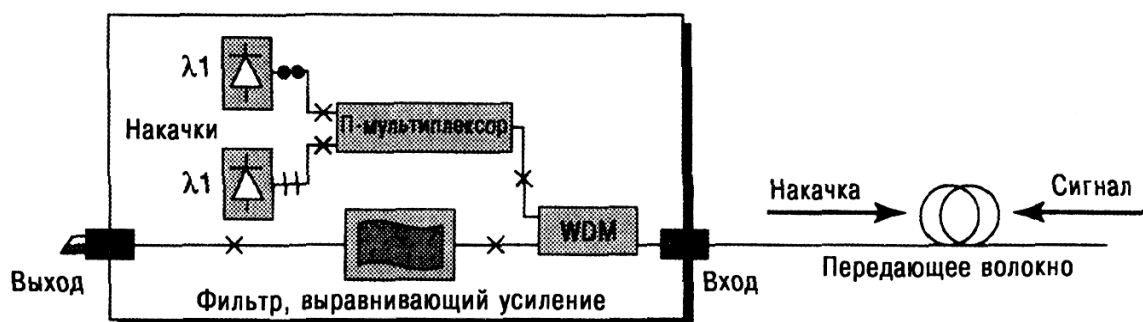 λ1
Накачки
П-мультиплексор
λ1
Накачка
Сигнал
WDM
Выход
Вход
Передающее волокно
Фильтр, выравнивающий усиление